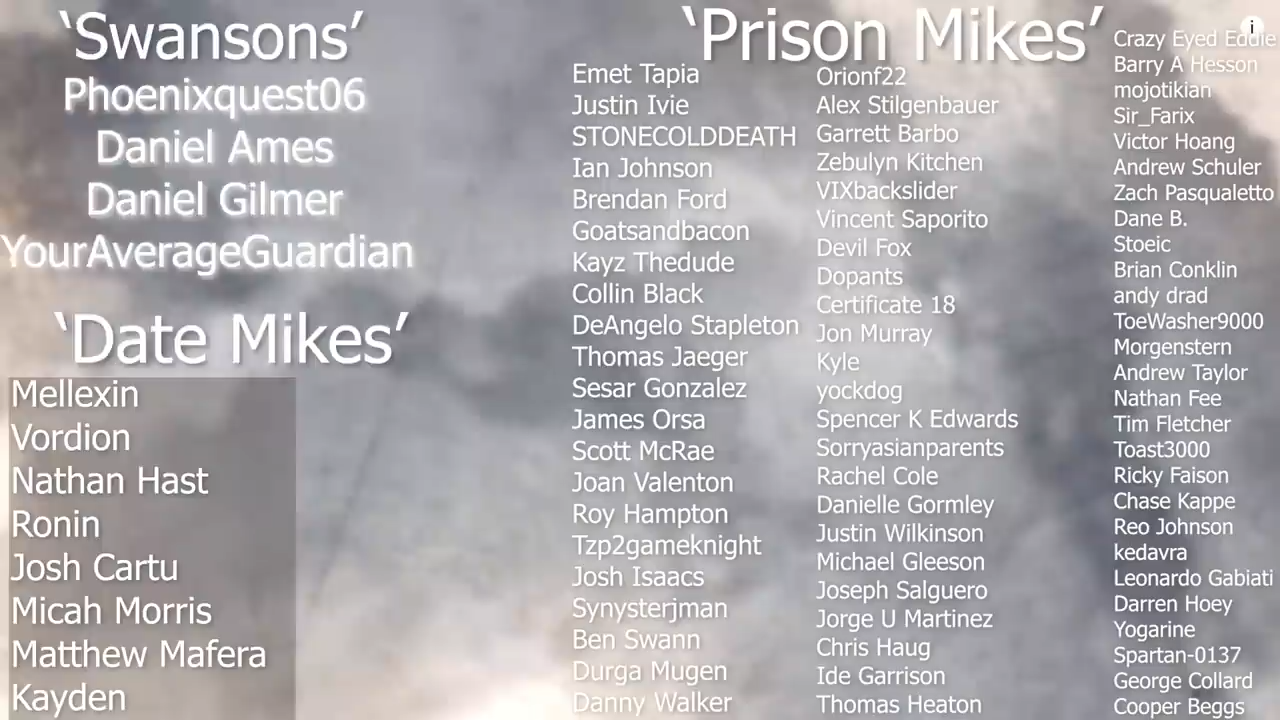 ‘Swansons’
Phoenixquest06
Daniel Ames
Daniel Gilmer
YourAverageGuardian
‘Date Mikes’
Mellexin
Vordion
Nathan Hast
Ronin
Josh Cartu
Micah Morris
Matthew Mafera
Kayden
‘Prison Mikes’
Emet Tapia
Justin Ivie
STONECOLDDEATH
Ian Johnson
Brendan Ford
Goatsandbacon
Kayz Thedude
Collin Black
DeAngelo Stapleton
Thomas Jaeger
Sesar Gonzalez
James Orsa
Scott McRae
Joan Valenton
Roy Hampton
Tzp2gameknight
Josh Isaacs
Synysterjman
Ben Swann
Durga Mugen
Danny Walker
Orionf22
Alex Stilgenbauer
Garrett Barbo
Zebulyn Kitchen
VIXbackslider
Vincent Saporito
Devil Fox
Dopants
Certificate 18
Jon Murray
Kyle
yockdog
Spencer K Edwards
Sorryasianparents
Rachel Cole
Danielle Gormley
Justin Wilkinson
Michael Gleeson
Joseph Salguero
Jorge U Martinez
Chris Haug
Ide Garrison
Thomas Heaton
Crazy Eyed Eddie
Barry A Hesson
mojotikian
Sir_Farix
Victor Hoang
Andrew Schuler
Zach Pasqualetto
Dane B.
Stoeic
Brian Conklin
andy drad
ToeWasher9000
Morgenstern
Andrew Taylor
Nathan Fee
Tim Fletcher
Toast3000
Ricky Faison
Chase Kappe
Reo Johnson
kedavra
Leonardo Gabiati
Darren Hoey
Yogarine
Spartan-0137
George Collard
Cooper Beggs